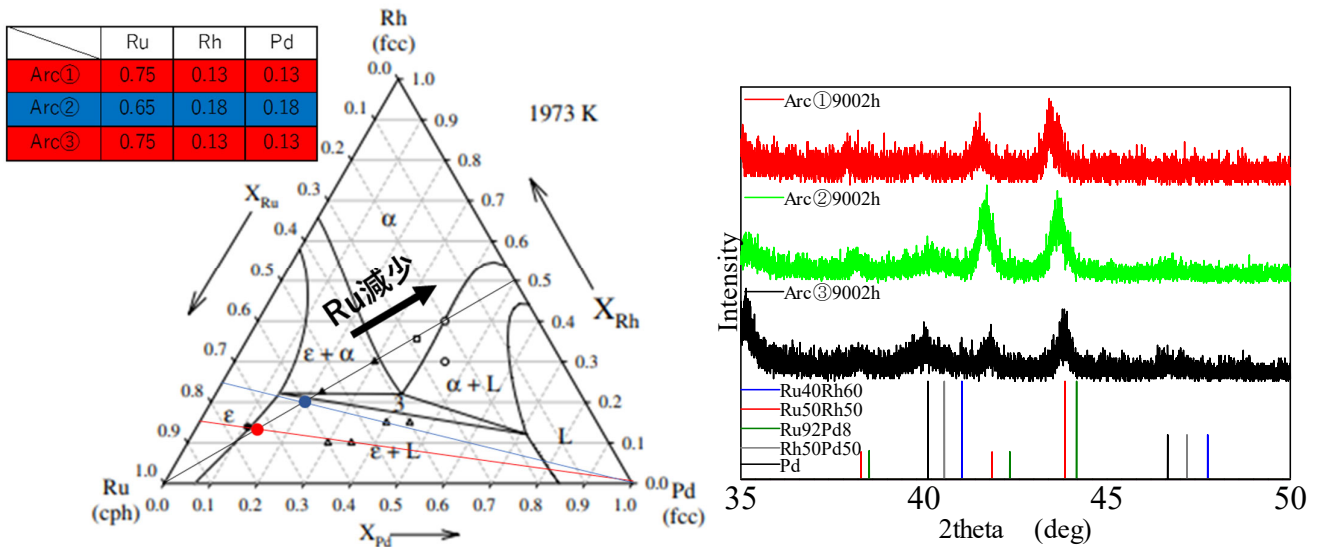 Ru Rh Pd
Arc① 0.75 0.13 0.13
Arc② 0.65 0.18 0.18
Arc③ 0.75 0.13 0.13
Rh
(fcc)
1973 K
0.0 1.0
0.1 0.9
0.2 0.8
0.3 0.7
0.4 0.6
0.5 0.5
0.6 0.4
0.7 0.3
0.8 0.2
0.9 0.1
1.0 0.0
X_Ru
X_Rh
α
Ru減少
ε + α
α + L
3
ε
ε + L
L
Ru
(cph)
0.0 0.1 0.2 0.3 0.4 0.5 0.6 0.7 0.8 0.9 1.0
Pd
(fcc)
X_Pd
Intensity
Arc①9002h
Arc②9002h
Arc③9002h
Ru40Rh60
Ru50Rh50
Ru92Pd8
Rh50Pd50
Pd
35 40 45 50
2theta (deg)